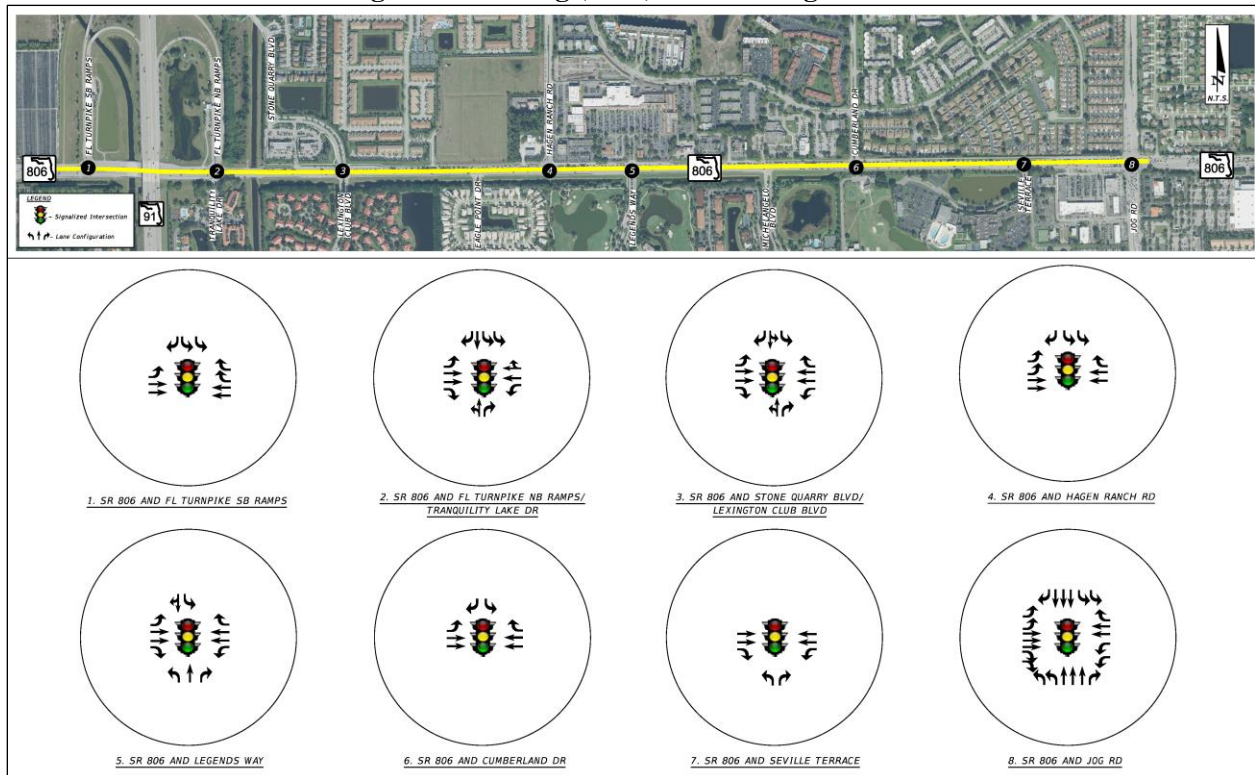 STONE QUARRY BLVD
FL TURNPIKE SB RAMPS
FL TURNPIKE NB RAMPS
HAGEN RANCH RD
CUMBERLAND DR
N.T.S.
806
1
2
3
4
5
806
6
7
8
806
LEGEND
- Signalized Intersection
- Lane Configuration
91
TRANQUILITY
LAKE DR
LEXINGTON
CLUB BLVD
EAGLE POINT DR
LEGENDS WAY
MICHELANGELO
BLVD
SEVILLE
TERRACE
JOG RD
1. SR 806 AND FL TURNPIKE SB RAMPS
2. SR 806 AND FL TURNPIKE NB RAMPS/
TRANQUILITY LAKE DR
3. SR 806 AND STONE QUARRY BLVD/
LEXINGTON CLUB BLVD
4. SR 806 AND HAGEN RANCH RD
5. SR 806 AND LEGENDS WAY
6. SR 806 AND CUMBERLAND DR
7. SR 806 AND SEVILLE TERRACE
8. SR 806 AND JOG RD